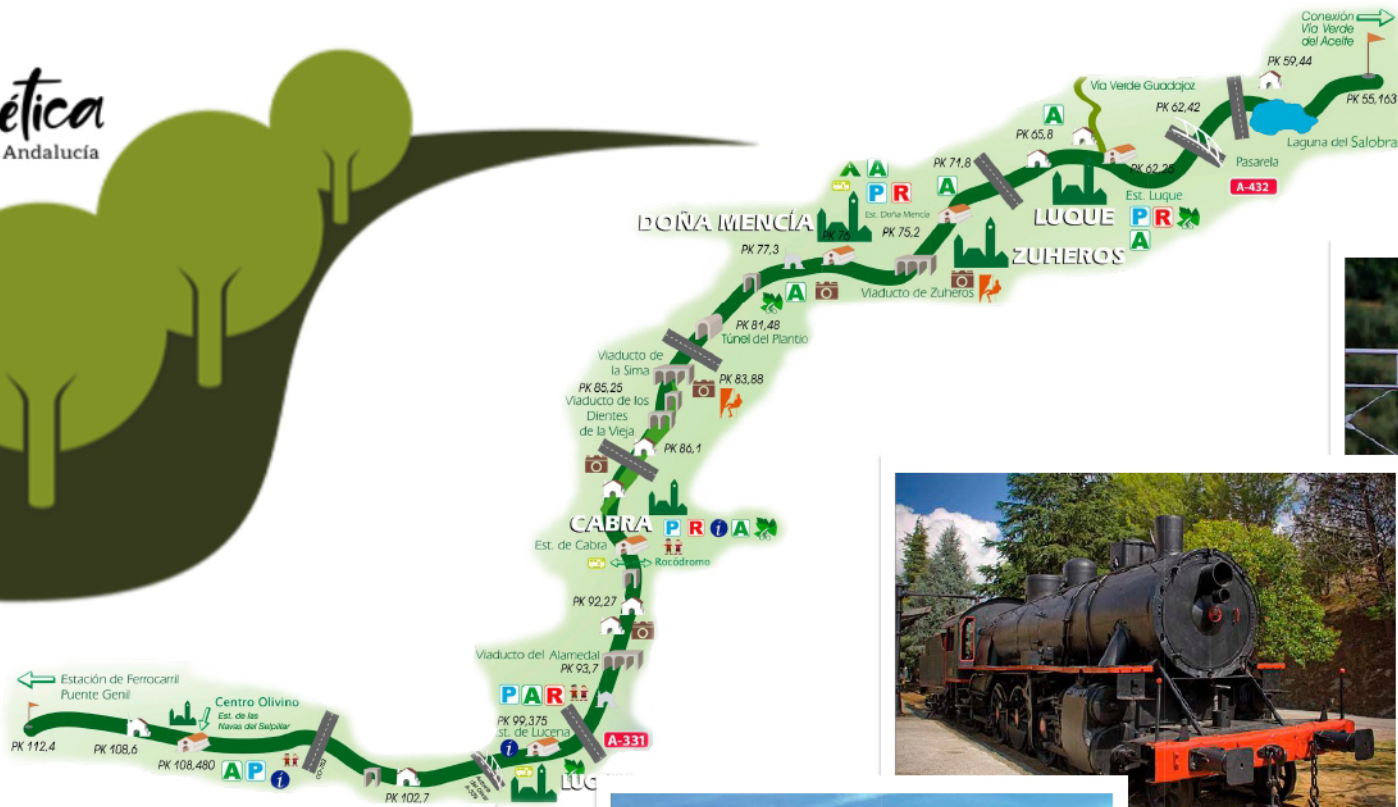 ética
Andalucía
Conexión
Vía Verde
del Aceite
PK 59,44
PK 55,163
Vía Verde Guadajoz
PK 62,42
Laguna del Salobral
Pasarela
A-432
A
PK 65,8
PK 62,25
Est. Luque
LUQUE
P R
A
PK 71,8
A
A
P R
Est. Doña Mencía
DOÑA MENCÍA
PK 76
PK 75,2
ZUHEROS
PK 77,3
A
Viaducto de Zuheros
PK 81,48
Túnel del Plantío
Viaducto de
la Sima
PK 83,88
PK 85,25
Viaducto de los
Dientes
de la Vieja
PK 86,1
CABRA
P R i A
Est. de Cabra
Rocódromo
PK 92,27
Viaducto del Alamedal
PK 93,7
P A R
PK 99,375
st. de Lucena
i
A-331
LUC
Estación de Ferrocarril
Puente Genil
Centro Olivino
Est. de las
Navas del Selpillar
PK 112,4
PK 108,6
PK 108,480
A P
i
PK 102,7